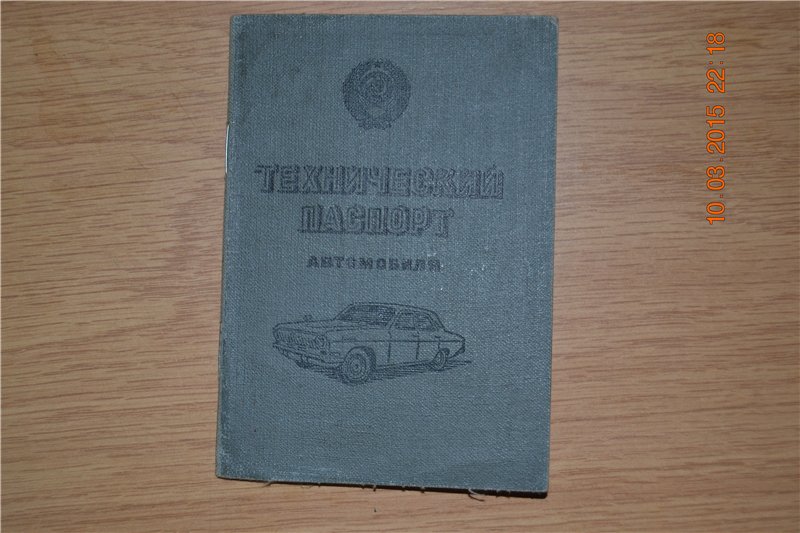 ТЕХНИЧЕСКИЙ
ПАСПОРТ
АВТОМОБИЛЯ
10.03.2015 22:18